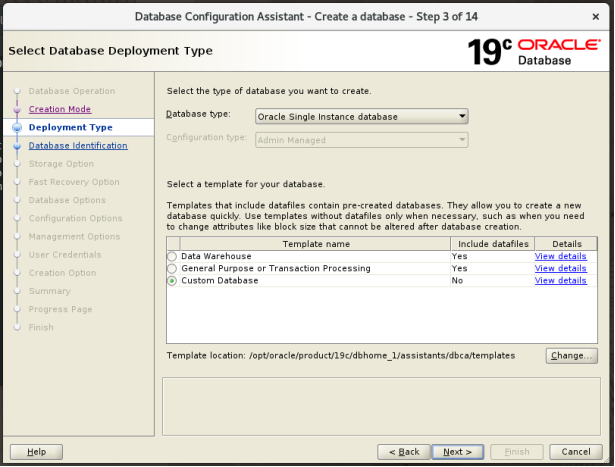 Database Configuration Assistant - Create a database - Step 3 of 14
×
Select Database Deployment Type
19c ORACLE
Database
Database Operation
Creation Mode
Deployment Type
Database Identification
Storage Option
Fast Recovery Option
Database Options
Configuration Options
Management Options
User Credentials
Creation Option
Summary
Progress Page
Finish
Select the type of database you want to create.
Database type: Oracle Single Instance database
Configuration type: Admin Managed
Select a template for your database.
Templates that include datafiles contain pre-created databases. They allow you to create a new
database quickly. Use templates without datafiles only when necessary, such as when you need
to change attributes like block size that cannot be altered after database creation.
Template name Include datafiles Details
Data Warehouse Yes View details
General Purpose or Transaction Processing Yes View details
Custom Database No View details
Template location: /opt/oracle/product/19c/dbhome_1/assistants/dbca/templates Change...
Help < Back Next > Finish Cancel